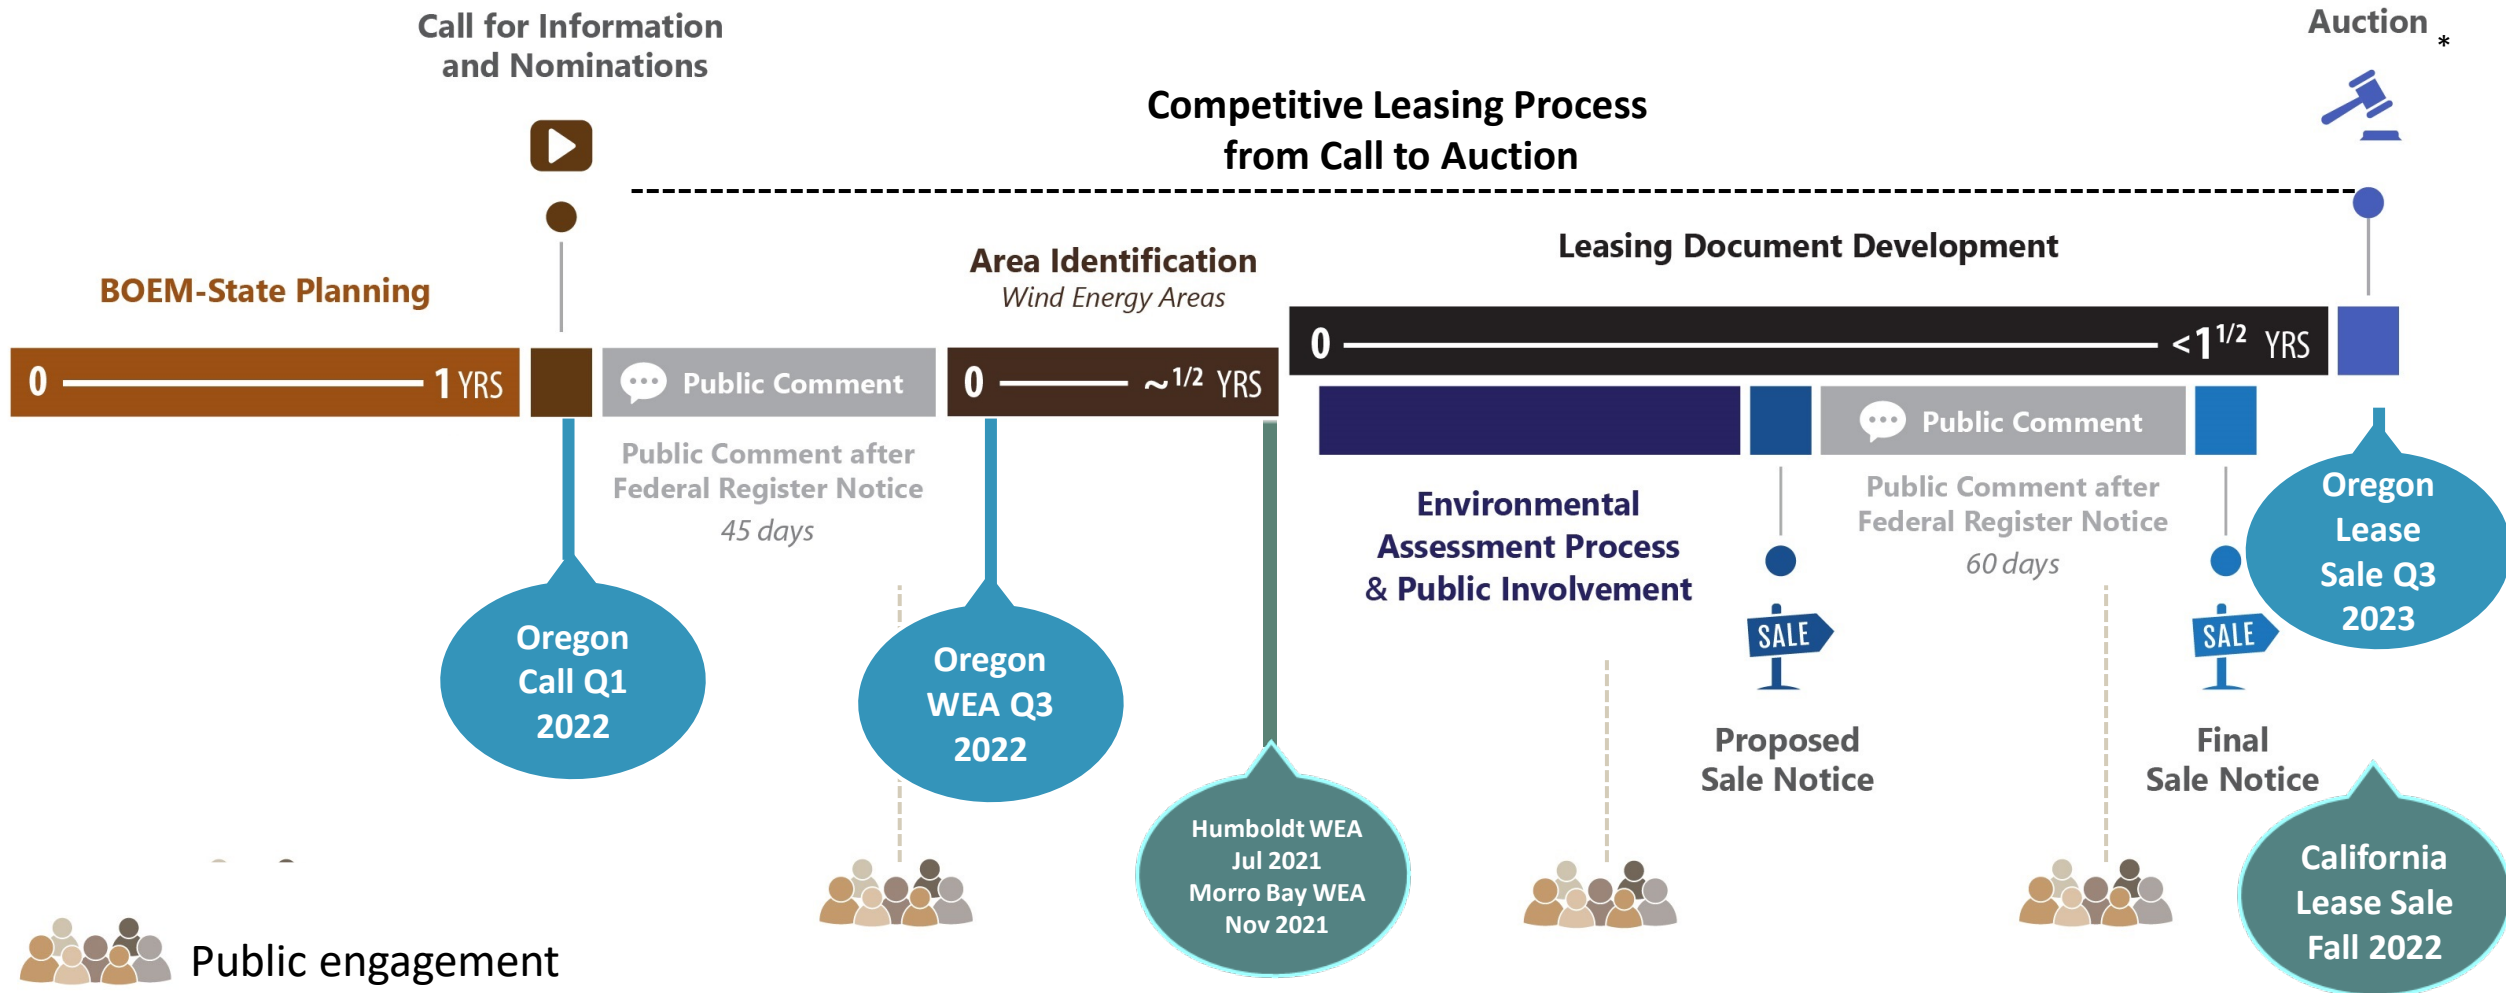 Call for Information
and Nominations
Auction *
Competitive Leasing Process
from Call to Auction
BOEM-State Planning
Area Identification
Wind Energy Areas
Leasing Document Development
0 1 YRS
Public Comment
0 ~1/2 YRS
0 <1 1/2 YRS
Public Comment
Public Comment after
Federal Register Notice
45 days
Environmental
Assessment Process
& Public Involvement
Public Comment after
Federal Register Notice
60 days
Oregon
Lease
Sale Q3
2023
Oregon
Call Q1
2022
Oregon
WEA Q3
2022
SALE
SALE
Proposed
Sale Notice
Final
Sale Notice
Humboldt WEA
Jul 2021
Morro Bay WEA
Nov 2021
California
Lease Sale
Fall 2022
Public engagement